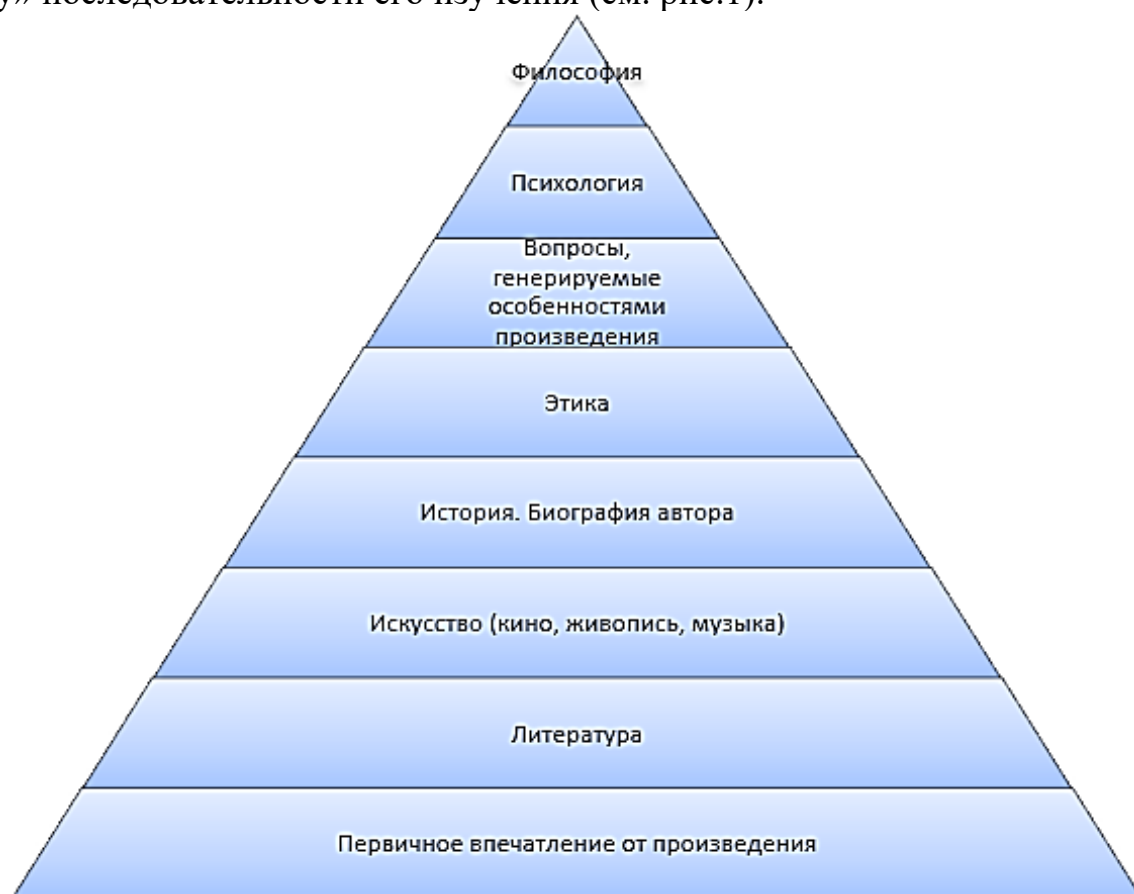 последовательности его изучения (см. рис.1).
Философия
Психология
Вопросы,
генерируемые
особенностями
произведения
Этика
История. Биография автора
Искусство (кино, живопись, музыка)
Литература
Первичное впечатление от произведения